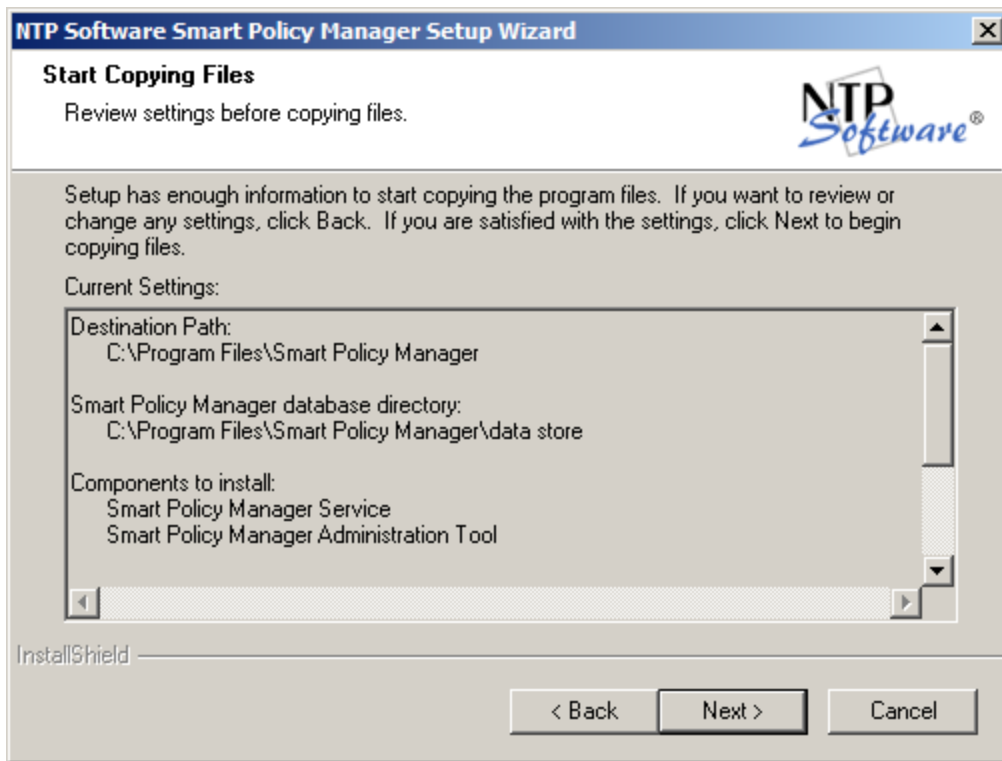 NTP Software Smart Policy Manager Setup Wizard
Start Copying Files
Review settings before copying files.
NTP
Software®
Setup has enough information to start copying the program files.  If you want to review or
change any settings, click Back.  If you are satisfied with the settings, click Next to begin
copying files.
Current Settings:
Destination Path:
C:\Program Files\Smart Policy Manager
Smart Policy Manager database directory:
C:\Program Files\Smart Policy Manager\data store
Components to install:
Smart Policy Manager Service
Smart Policy Manager Administration Tool
InstallShield
< Back
Next >
Cancel